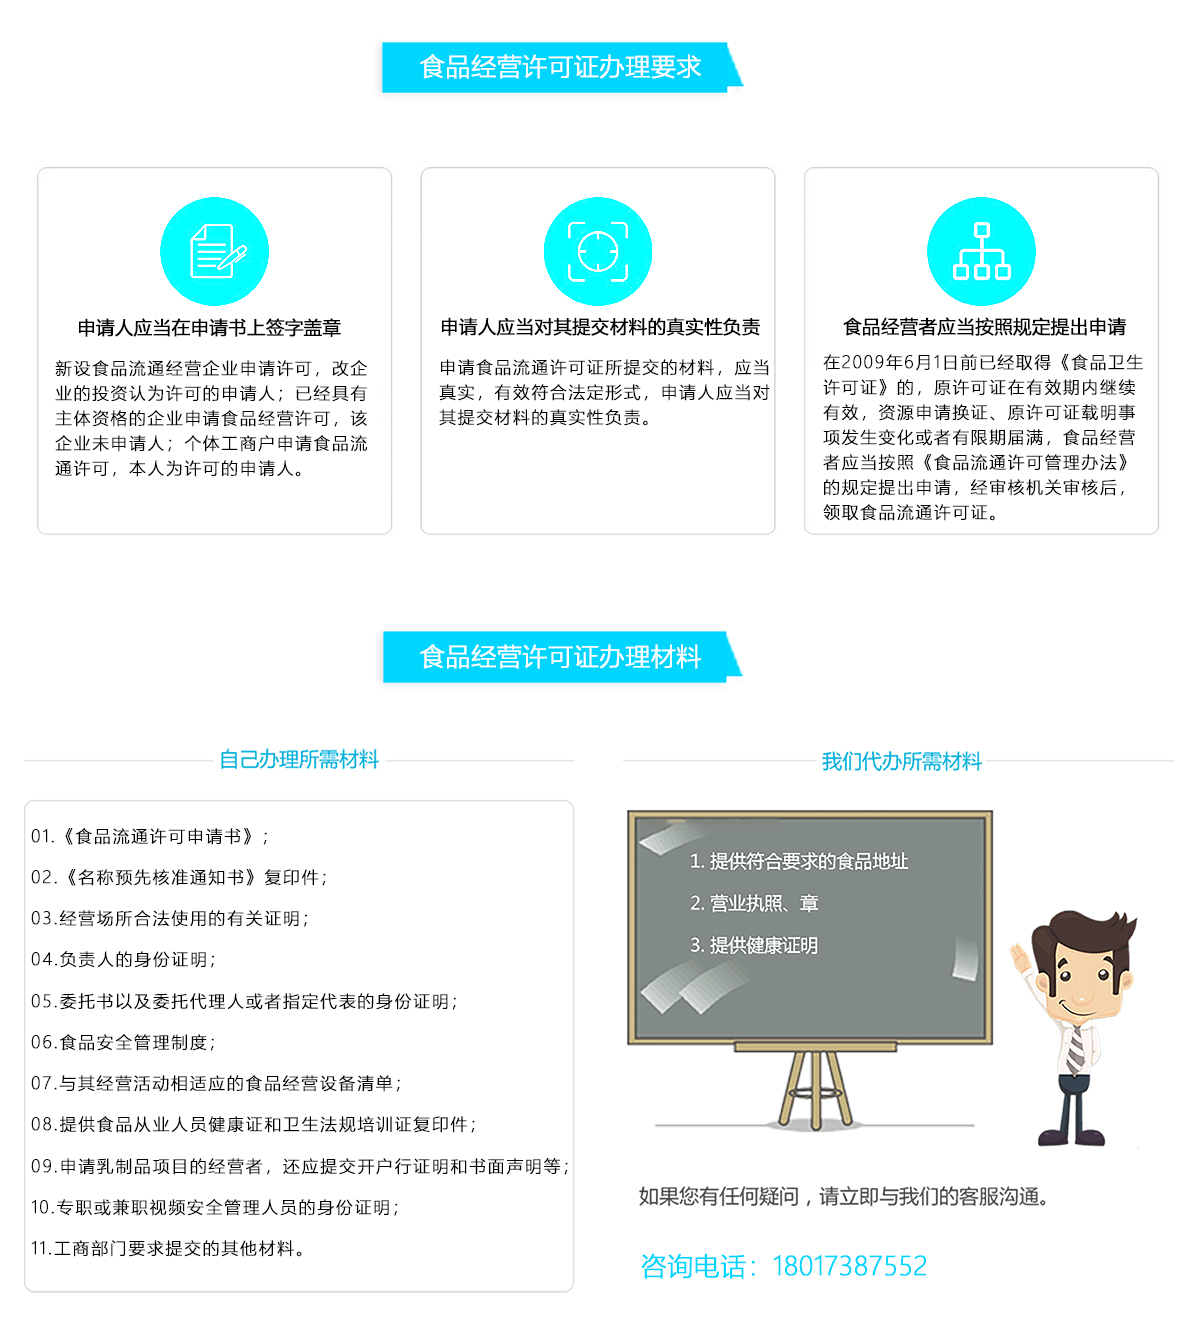 食品经营许可证办理要求
申请人应当在申请书上签字盖章
新设食品流通经营企业申请许可，改企
业的投资认为许可的申请人；已经具有
主体资格的企业申请食品经营许可，该
企业未申请人；个体工商户申请食品流
通许可，本人为许可的申请人。
申请人应当对其提交材料的真实性负责
申请食品流通许可证所提交的材料，应当
真实，有效符合法定形式，申请人应当对
其提交材料的真实性负责。
食品经营者应当按照规定提出申请
在2009年6月1日前已经取得《食品卫生
许可证》的，原许可证在有效期内继续
有效，资源申请换证、原许可证载明事
项发生变化或者有限期届满，食品经营
者应当按照《食品流通许可管理办法》
的规定提出申请，经审核机关审核后，
领取食品流通许可证。
食品经营许可证办理材料
自己办理所需材料
01.《食品流通许可申请书》；
02.《名称预先核准通知书》复印件；
03.经营场所合法使用的有关证明；
04.负责人的身份证明；
05.委托书以及委托代理人或者指定代表的身份证明；
06.食品安全管理制度；
07.与其经营活动相适应的食品经营设备清单；
08.提供食品从业人员健康证和卫生法规培训证复印件；
09.申请乳制品项目的经营者，还应提交开户行证明和书面声明等；
10.专职或兼职视频安全管理人员的身份证明；
11.工商部门要求提交的其他材料。
我们代办所需材料
1. 提供符合要求的食品地址
2. 营业执照、章
3. 提供健康证明
如果您有任何疑问，请立即与我们的客服沟通。
咨询电话：18017387552